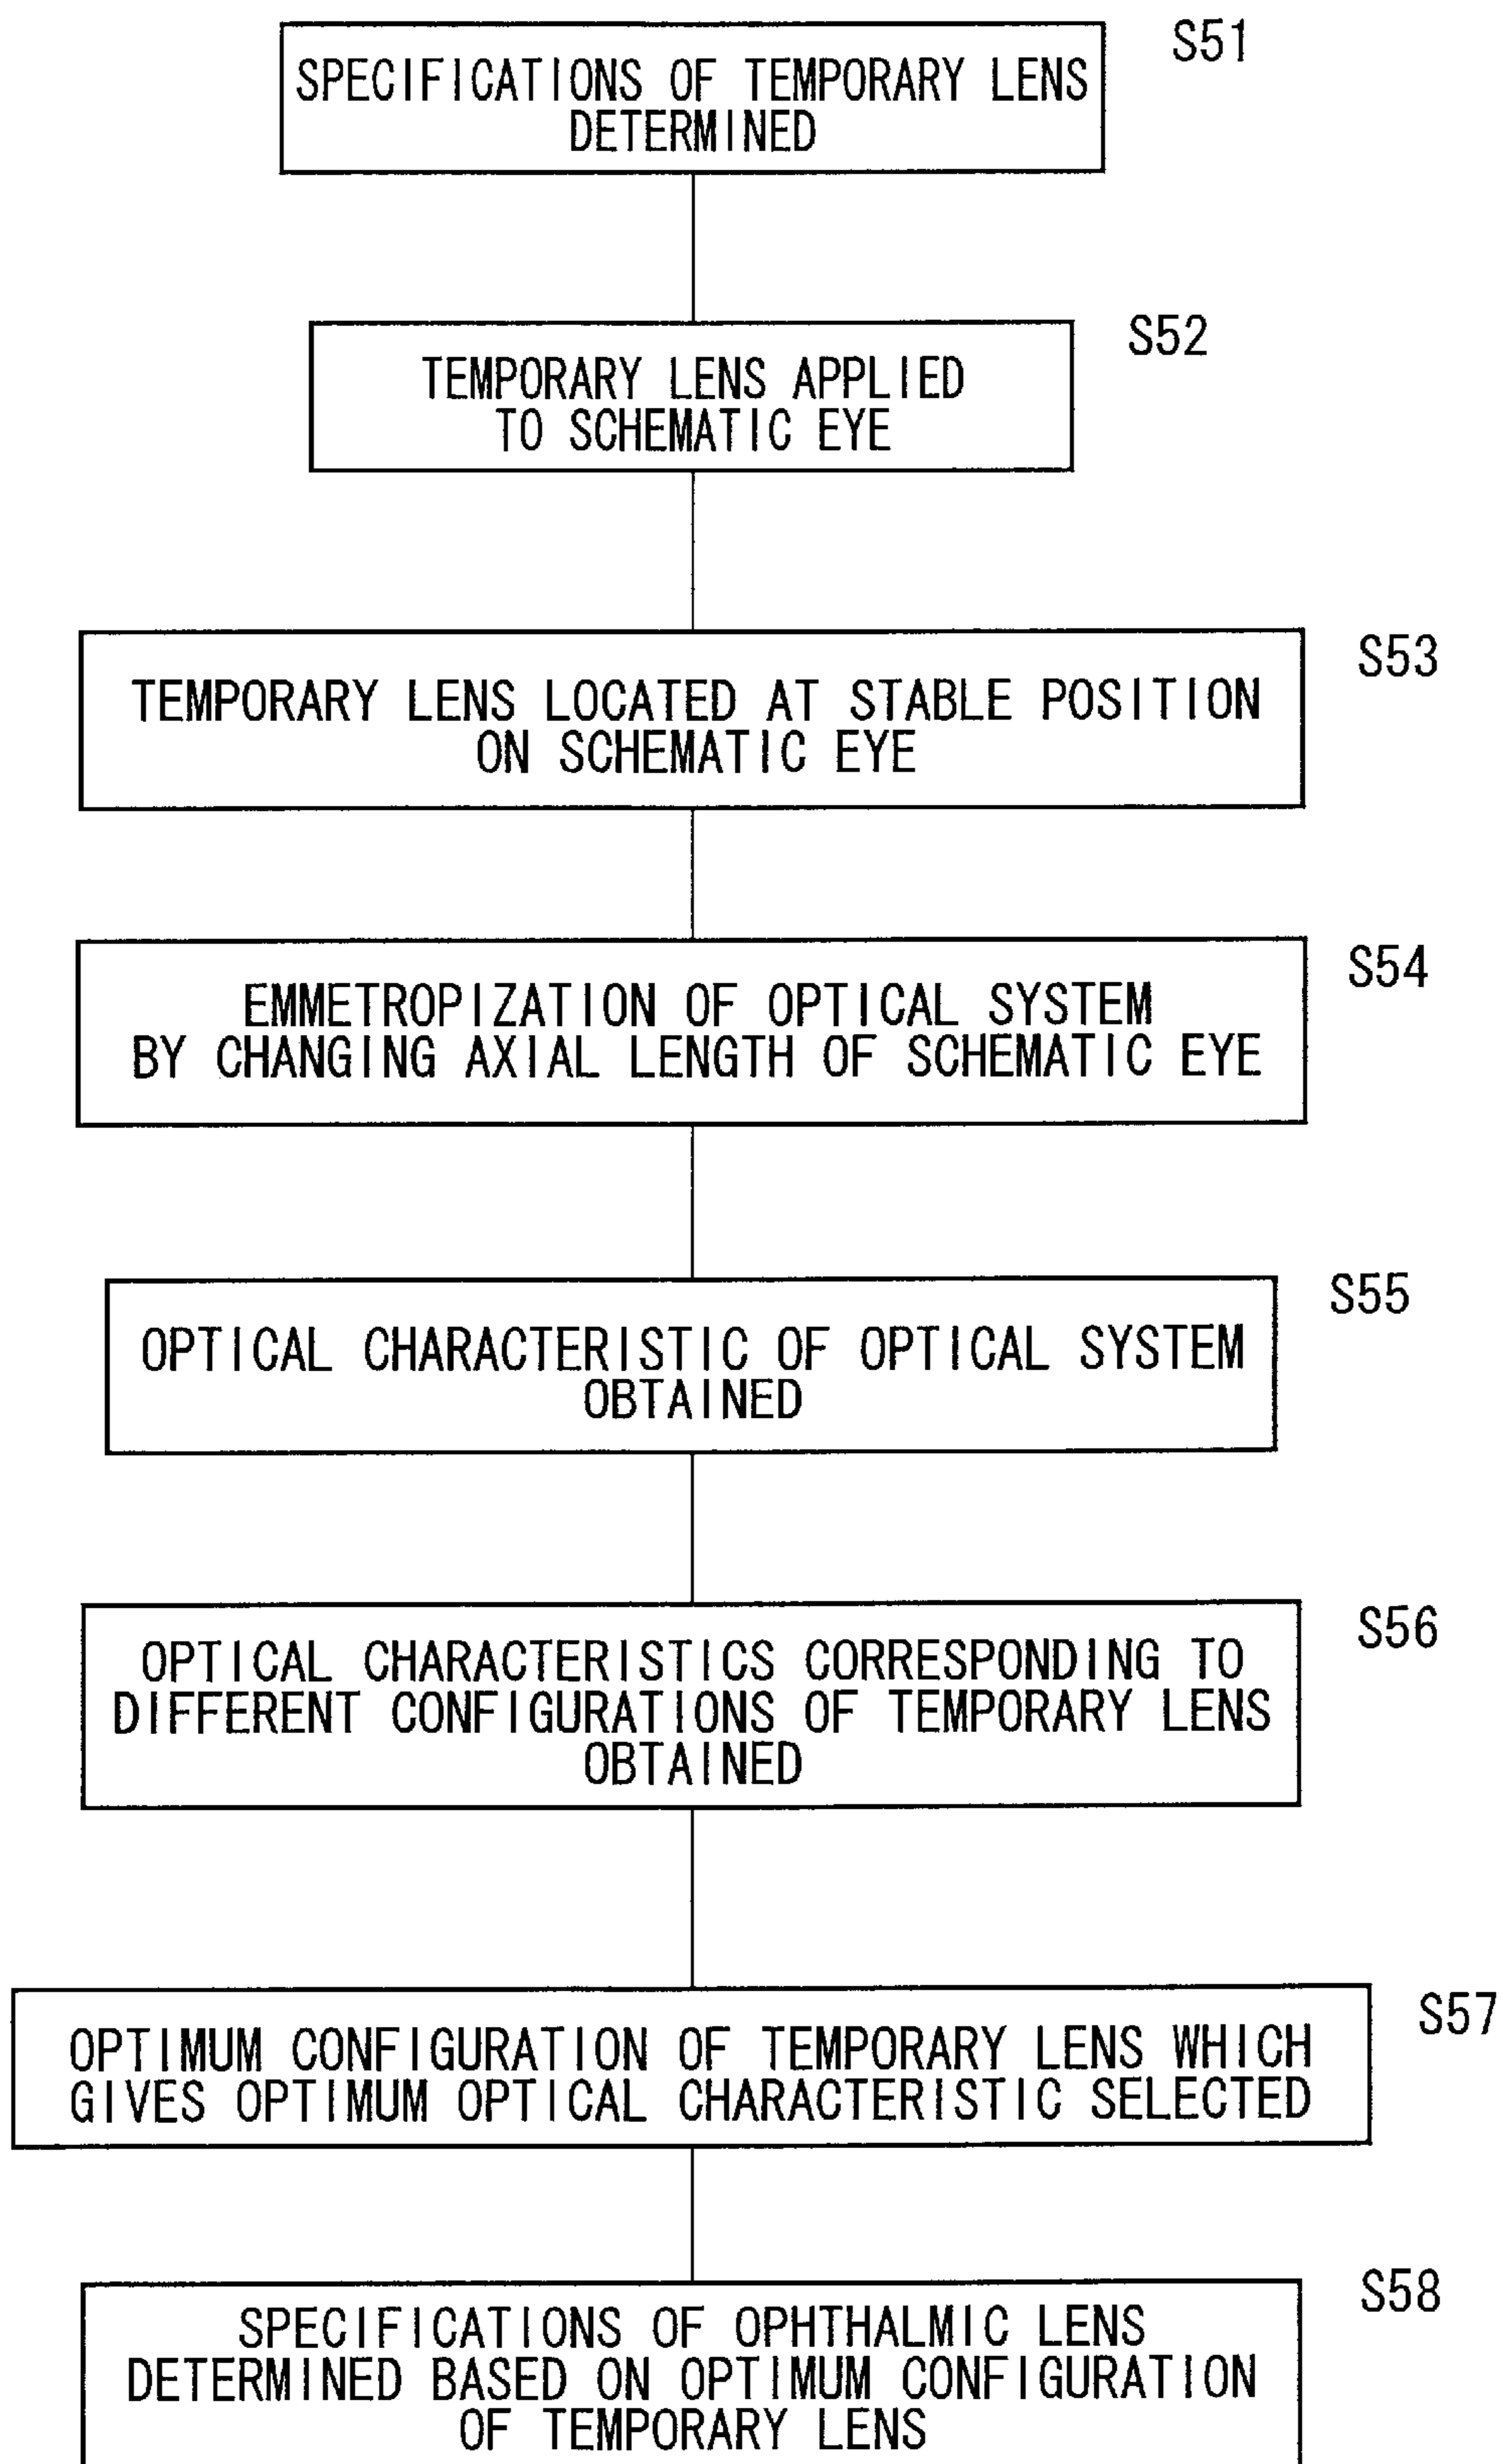 S51
SPECIFICATIONS OF TEMPORARY LENS
DETERMINED
S52
TEMPORARY LENS APPLIED
TO SCHEMATIC EYE
S53
TEMPORARY LENS LOCATED AT STABLE POSITION
ON SCHEMATIC EYE
S54
EMMETROPIZATION OF OPTICAL SYSTEM
BY CHANGING AXIAL LENGTH OF SCHEMATIC EYE
S55
OPTICAL CHARACTERISTIC OF OPTICAL SYSTEM
OBTAINED
S56
OPTICAL CHARACTERISTICS CORRESPONDING TO
DIFFERENT CONFIGURATIONS OF TEMPORARY LENS
OBTAINED
S57
OPTIMUM CONFIGURATION OF TEMPORARY LENS WHICH
GIVES OPTIMUM OPTICAL CHARACTERISTIC SELECTED
S58
SPECIFICATIONS OF OPHTHALMIC LENS
DETERMINED BASED ON OPTIMUM CONFIGURATION
OF TEMPORARY LENS